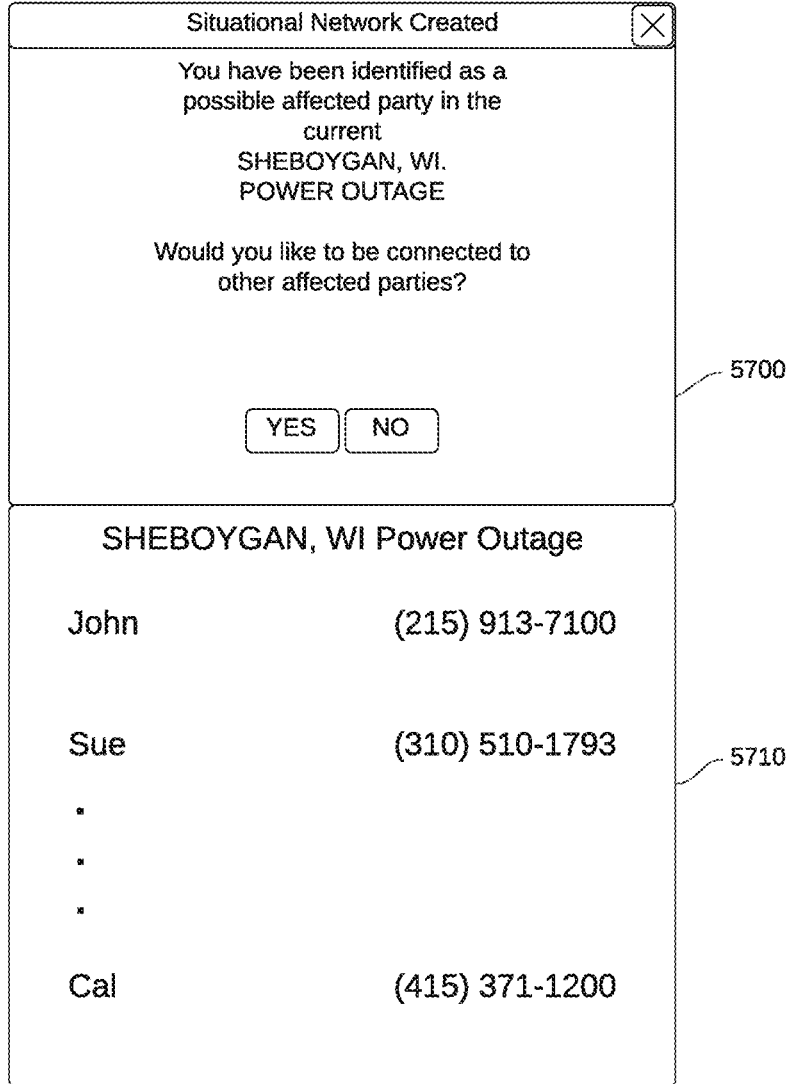 Situational Network Created
You have been identified as a
possible affected party in the
current
SHEBOYGAN, WI.
POWER OUTAGE
Would you like to be connected to
other affected parties?
5700
YES NO
SHEBOYGAN, WI Power Outage
John (215) 913-7100
Sue (310) 510-1793
5710
Cal (415) 371-1200